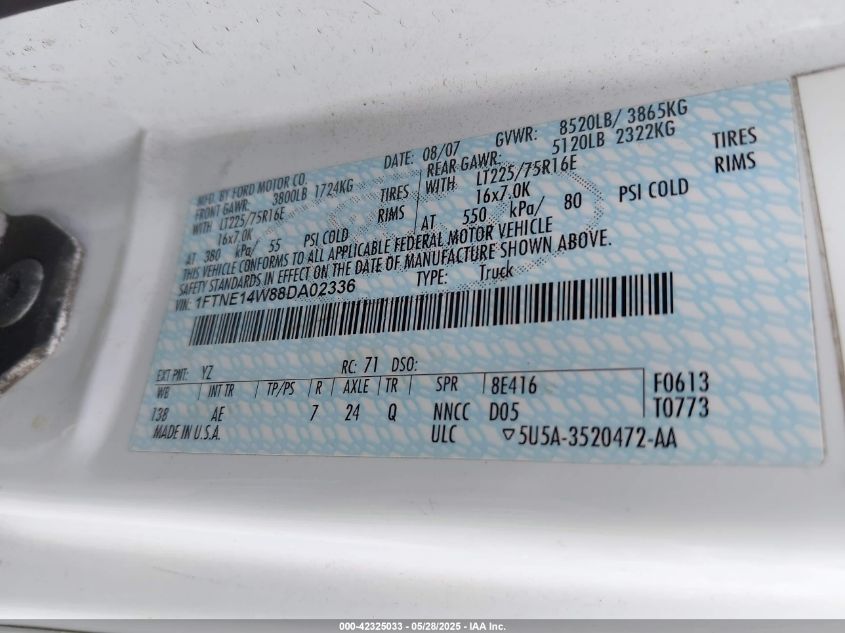 MFD. BY FORD MOTOR CO. DATE: 08/07 GVWR: 8520LB/ 3865KG
FRONT GAWR: 3800LB 1724KG REAR GAWR: 5120LB 2322KG
WITH LT225/75R16E TIRES WITH LT225/75R16E TIRES
16x7.0K RIMS 16x7.0K RIMS
AT 380 kPa/ 55 PSI COLD AT 550 kPa/ 80 PSI COLD
THIS VEHICLE CONFORMS TO ALL APPLICABLE FEDERAL MOTOR VEHICLE
SAFETY STANDARDS IN EFFECT ON THE DATE OF MANUFACTURE SHOWN ABOVE.
VIN: 1FTNE14W88DA02336 TYPE: Truck
EXT PNT: YZ RC: 71 DSO:
WB INT TR TP/PS R AXLE TR SPR 8E416 F0613
138 AE 7 24 Q NNCC D05 T0773
MADE IN U.S.A. ULC ▽5U5A-3520472-AA
000-42325033 - 05/28/2025 - IAA Inc.